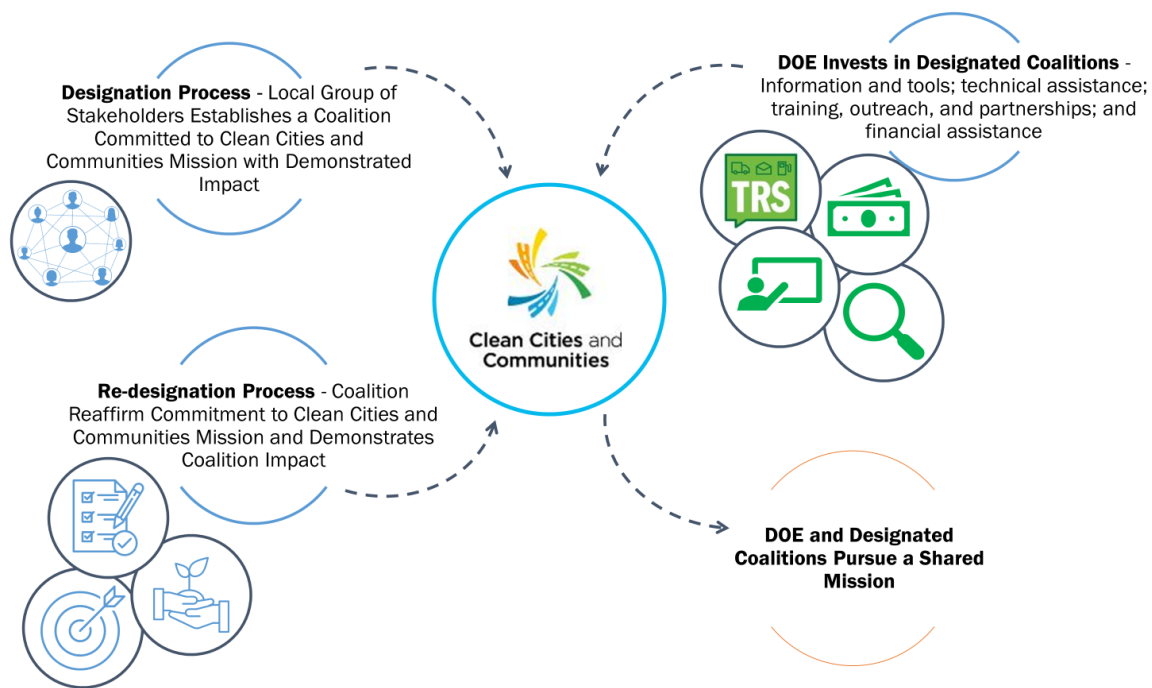 Designation Process - Local Group of
Stakeholders Establishes a Coalition
Committed to Clean Cities and
Communities Mission with Demonstrated
Impact
DOE Invests in Designated Coalitions -
Information and tools; technical assistance;
training, outreach, and partnerships; and
financial assistance
TRS
Clean Cities and
Communities
Re-designation Process - Coalition
Reaffirm Commitment to Clean Cities and
Communities Mission and Demonstrates
Coalition Impact
DOE and Designated
Coalitions Pursue a Shared
Mission